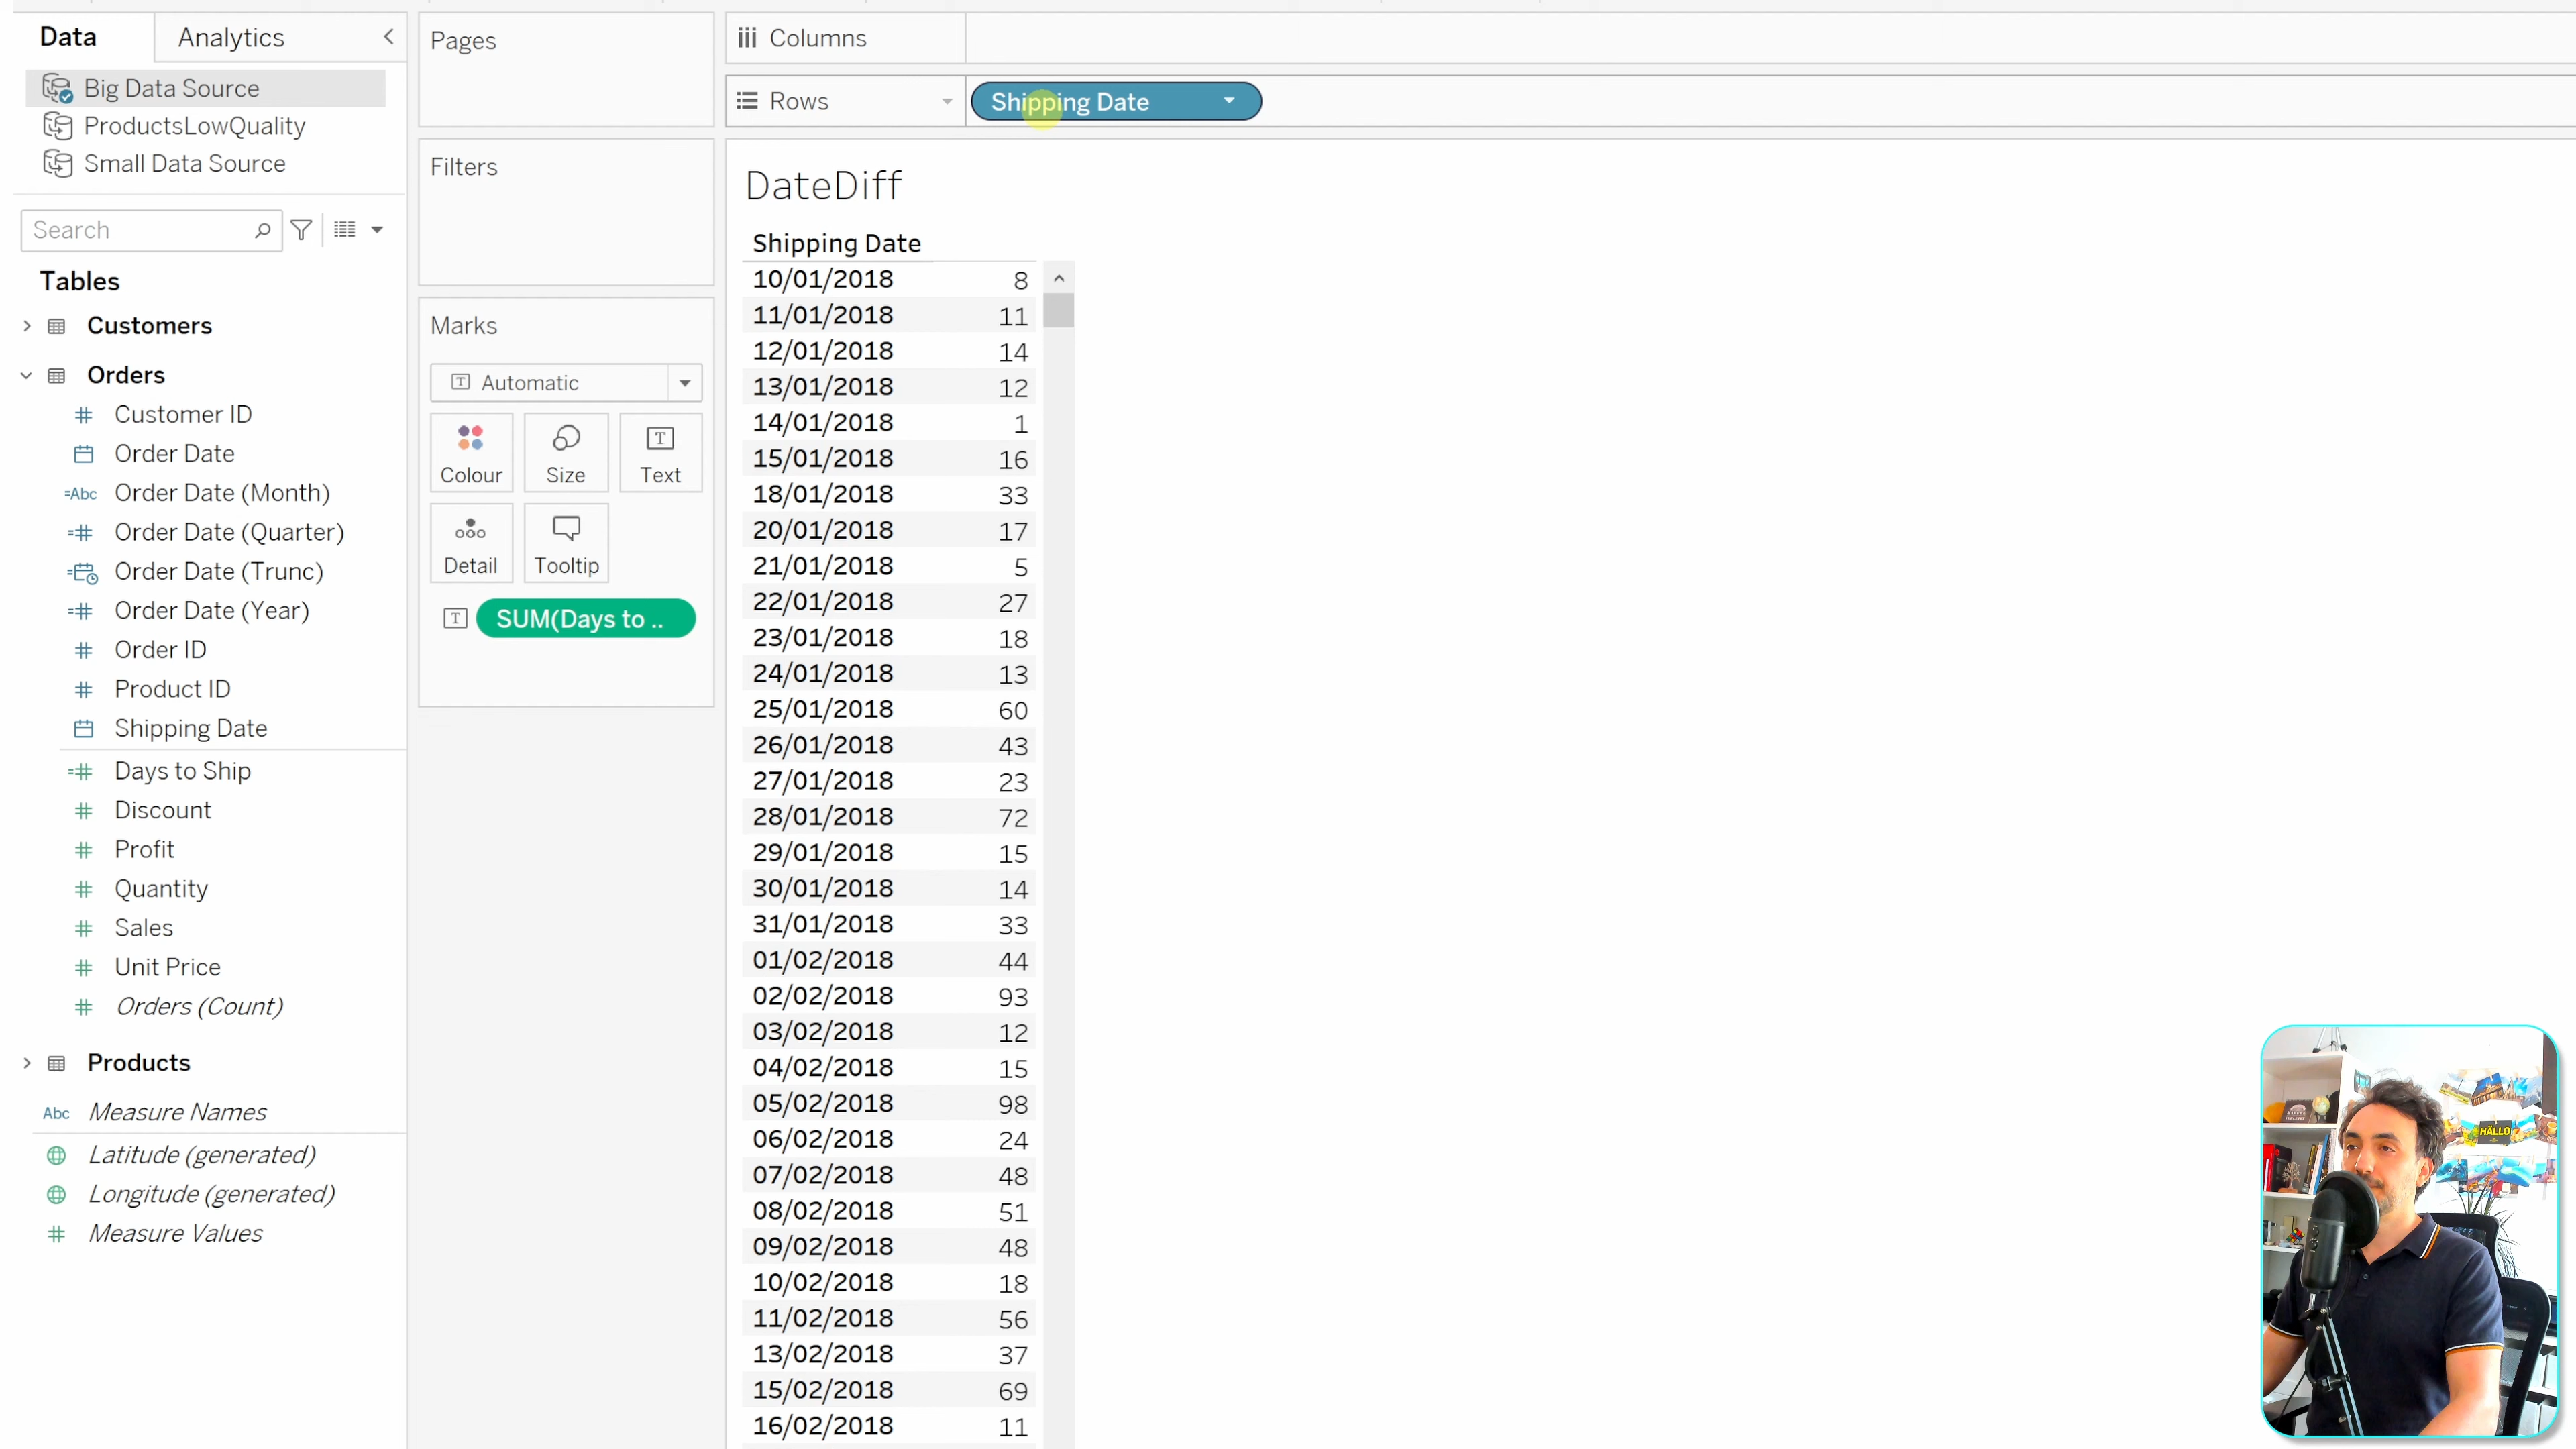 Data
Analytics
Big Data Source
ProductsLowQuality
Small Data Source
Search
Tables
Customers
Orders
Customer ID
Order Date
=Abc Order Date (Month)
Order Date (Quarter)
Order Date (Trunc)
Order Date (Year)
Order ID
Product ID
Shipping Date
Days to Ship
Discount
Profit
Quantity
Sales
Unit Price
Orders (Count)
Products
Abc Measure Names
Latitude (generated)
Longitude (generated)
Measure Values
Pages
Filters
Marks
T Automatic
Colour
Size
T Text
Detail
Tooltip
T SUM(Days to ..
Columns
Rows
Shipping Date
DateDiff
Shipping Date
10/01/2018 8
11/01/2018 11
12/01/2018 14
13/01/2018 12
14/01/2018 1
15/01/2018 16
18/01/2018 33
20/01/2018 17
21/01/2018 5
22/01/2018 27
23/01/2018 18
24/01/2018 13
25/01/2018 60
26/01/2018 43
27/01/2018 23
28/01/2018 72
29/01/2018 15
30/01/2018 14
31/01/2018 33
01/02/2018 44
02/02/2018 93
03/02/2018 12
04/02/2018 15
05/02/2018 98
06/02/2018 24
07/02/2018 48
08/02/2018 51
09/02/2018 48
10/02/2018 18
11/02/2018 56
13/02/2018 37
15/02/2018 69
16/02/2018 11
HALLO